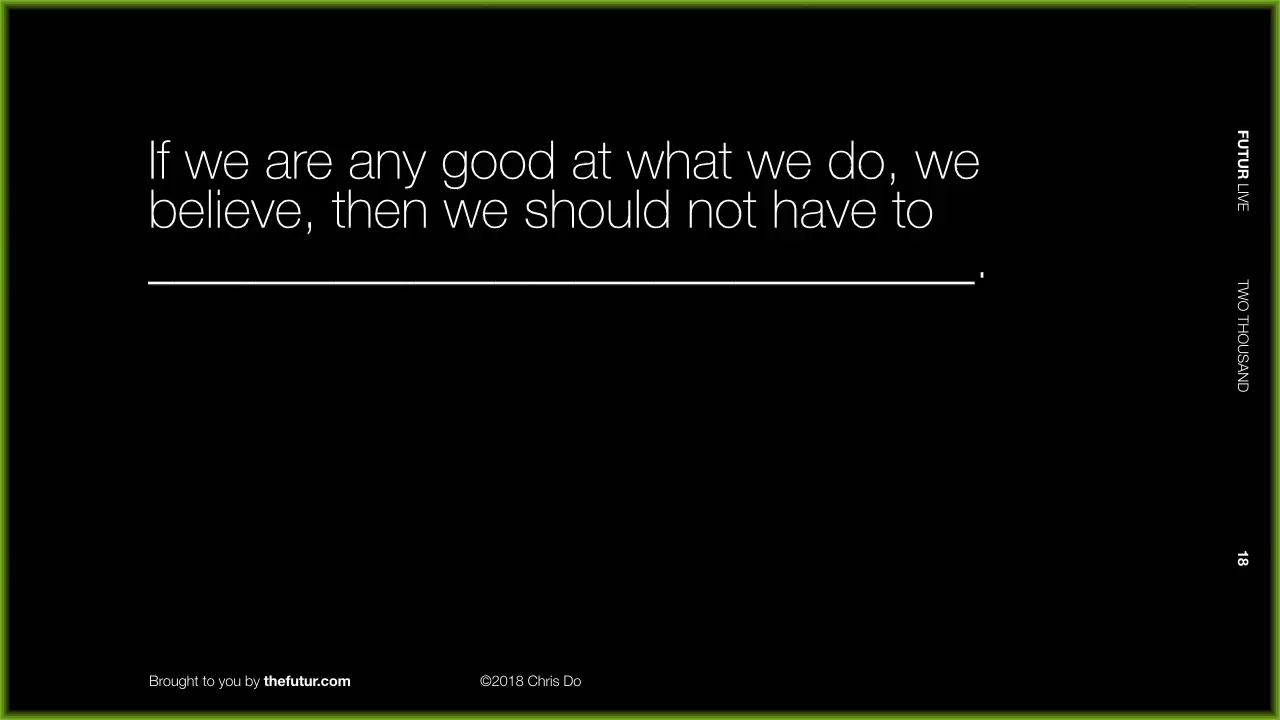 If we are any good at what we do, we
believe, then we should not have to
______________________________.
FUTUR LIVE
TWO THOUSAND
18
Brought to you by thefutur.com
©2018 Chris Do